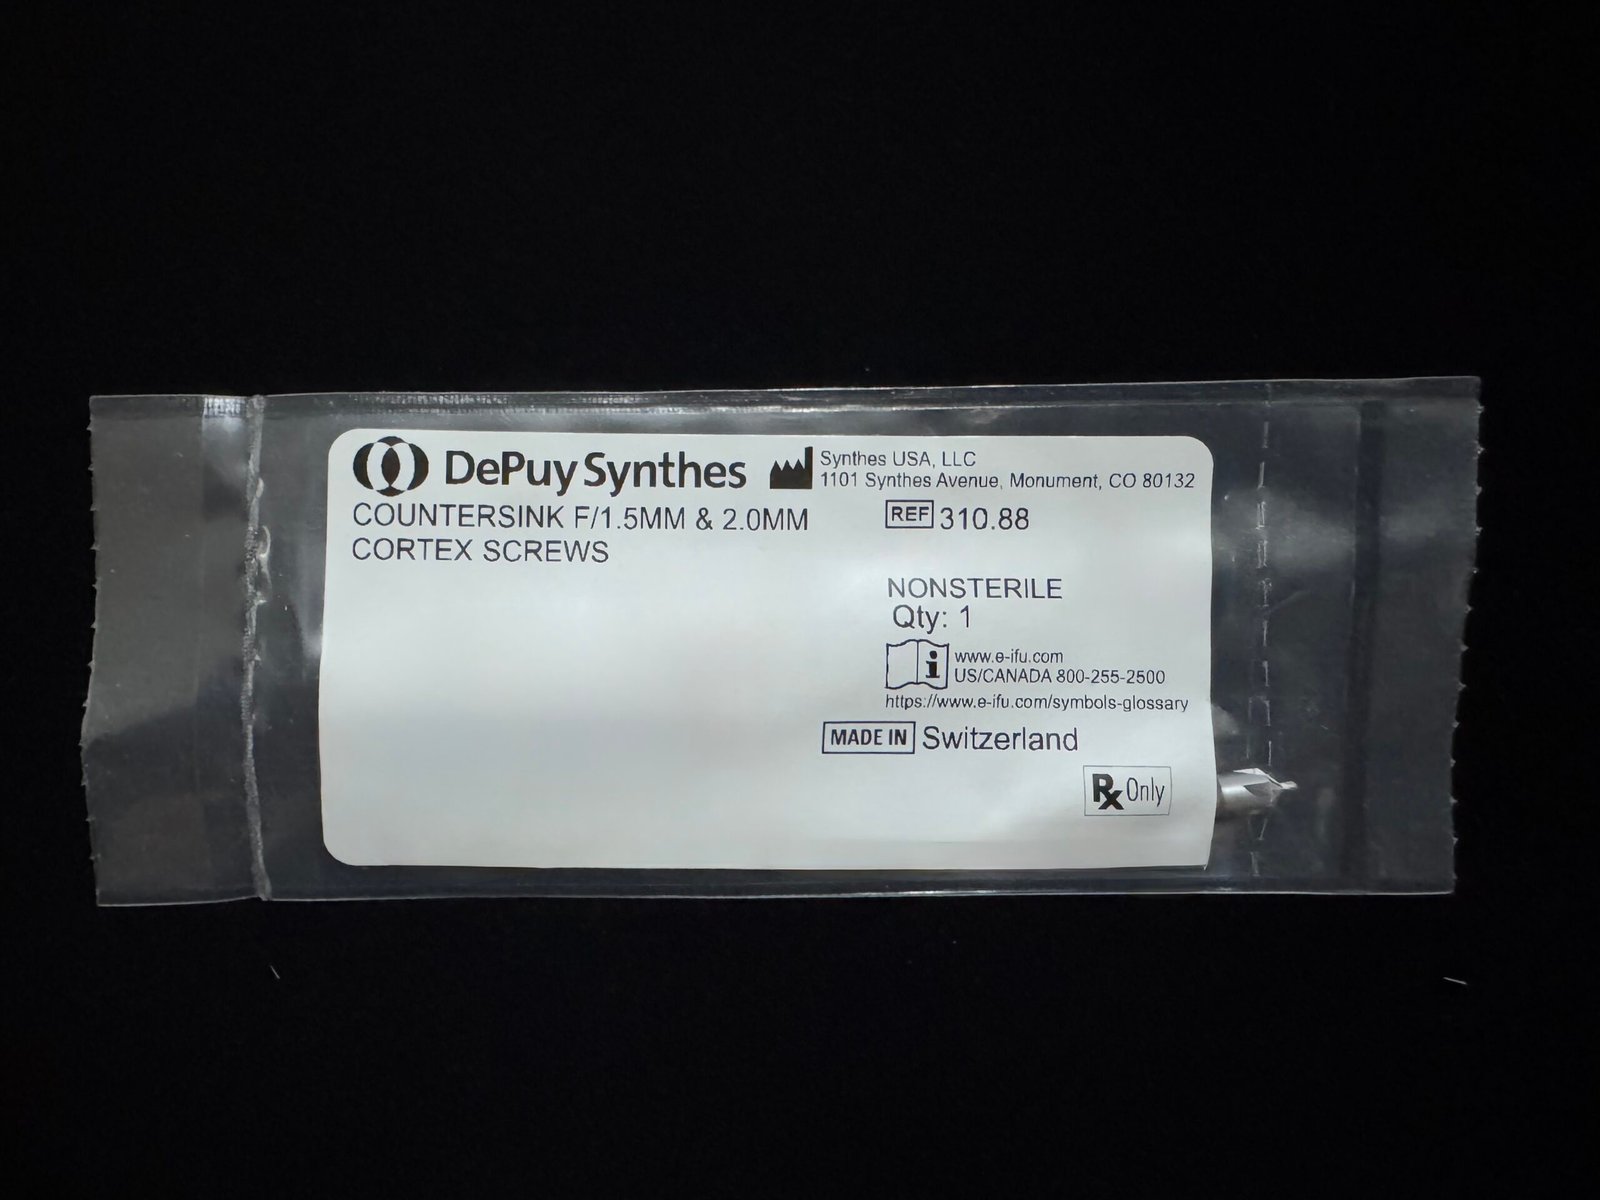 DePuy Synthes
Synthes USA, LLC
1101 Synthes Avenue, Monument, CO 80132
COUNTERSINK F/1.5MM & 2.0MM
CORTEX SCREWS
REF 310.88
NONSTERILE
Qty: 1
i www.e-ifu.com
US/CANADA 800-255-2500
https://www.e-ifu.com/symbols-glossary
MADE IN Switzerland
Rx Only